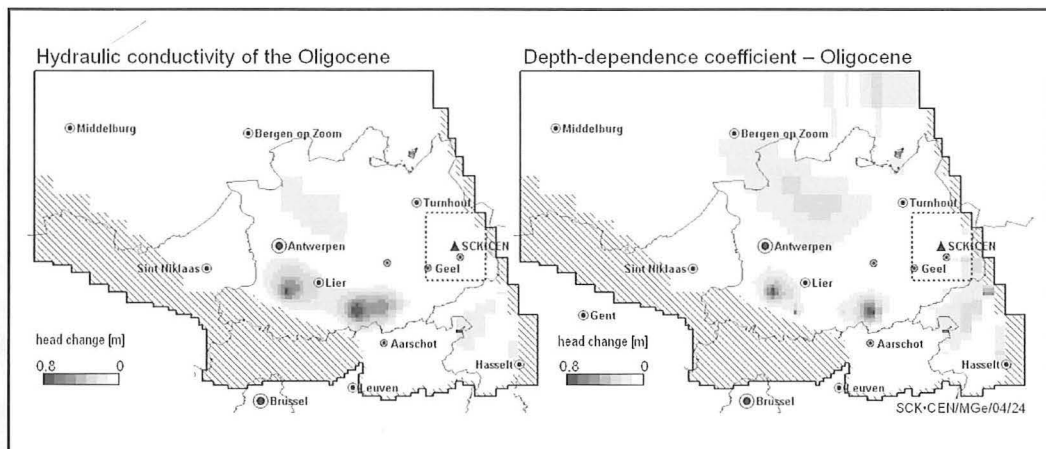 Hydraulic conductivity of the Oligocene
Middelburg
Bergen op Zoom
Turnhout
Antwerpen
SCK•CEN
Sint Niklaas
Geel
Lier
head change [m]
0.8 0
Aarschot
Hasselt
Leuven
Brussel
Depth-dependence coefficient – Oligocene
Middelburg
Bergen op Zoom
Turnhout
Antwerpen
SCK•CEN
Sint Niklaas
Geel
Lier
Gent
head change [m]
0.8 0
Aarschot
Hasselt
Leuven
Brussel
SCK•CEN/MGe/04/24